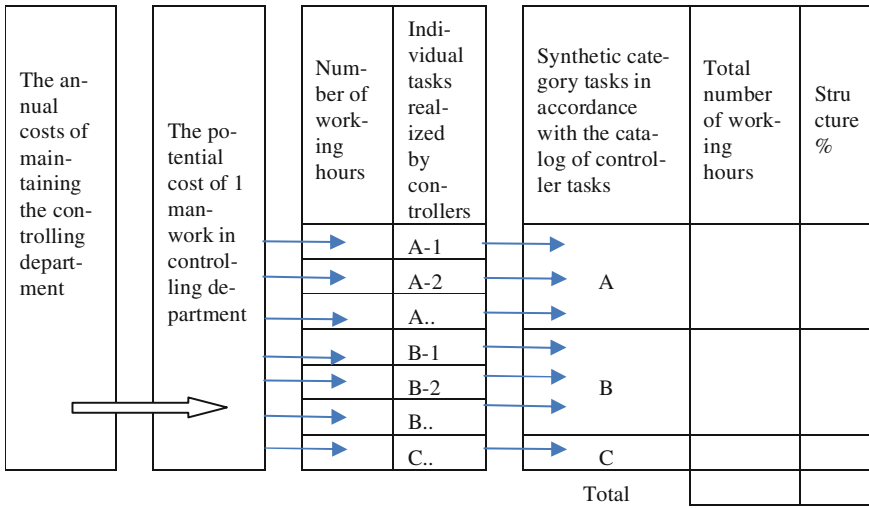 The an-
nual
costs of
main-
taining
the con-
trolling
depart-
ment
The po-
tential
cost of 1
man-
work in
control-
ling de-
partment
Num-
ber of
work-
ing
hours
Indi-
vidual
tasks
real-
ized
by
con-
trollers
Synthetic cate-
gory tasks in
accordance
with the cata-
log of control-
ler tasks
Total
number
of work-
ing
hours
Stru
cture
%
A-1
A-2
A..
A
B-1
B-2
B..
B
C..
C
Total